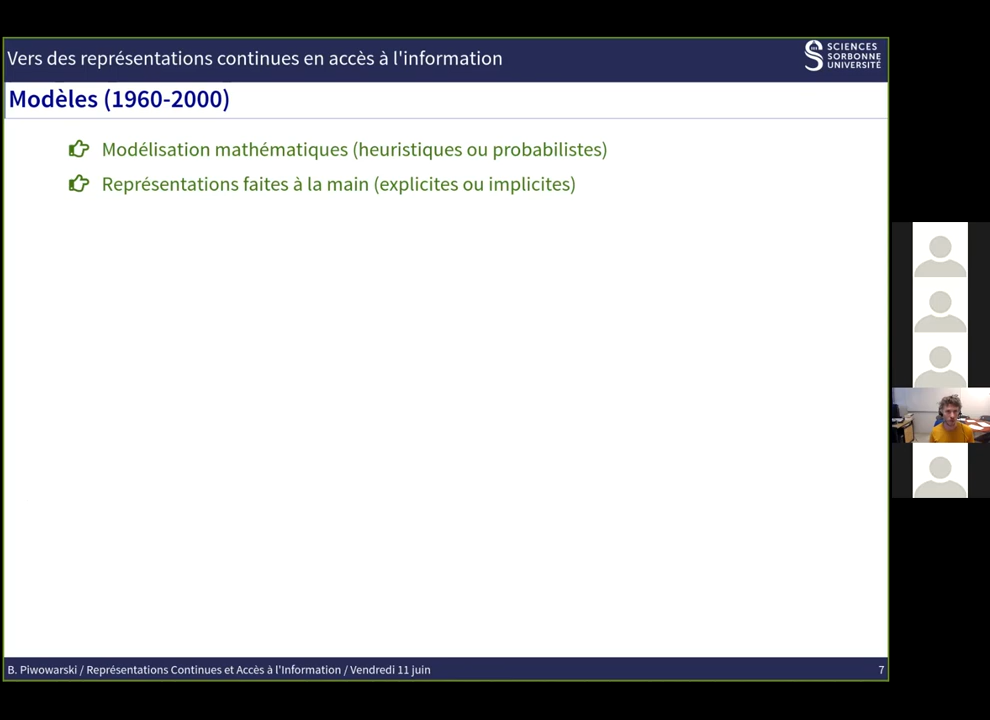 Vers des représentations continues en accès à l'information
SCIENCES
SORBONNE
UNIVERSITÉ
Modèles (1960-2000)
Modélisation mathématiques (heuristiques ou probabilistes)
Représentations faites à la main (explicites ou implicites)
B. Piwowarski / Représentations Continues et Accès à l'Information / Vendredi 11 juin
7